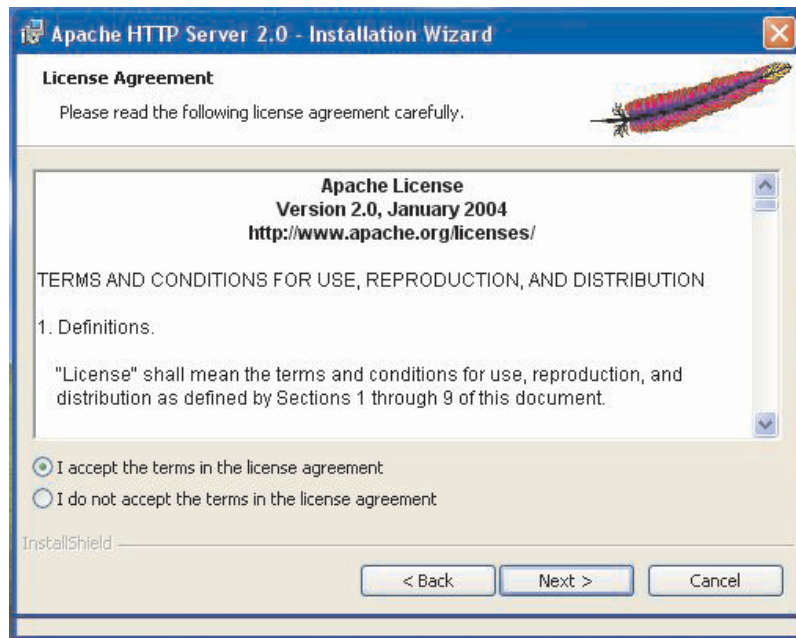 Apache HTTP Server 2.0 - Installation Wizard
License Agreement
Please read the following license agreement carefully.
Apache License
Version 2.0, January 2004
http://www.apache.org/licenses/
TERMS AND CONDITIONS FOR USE, REPRODUCTION, AND DISTRIBUTION
1. Definitions.
"License" shall mean the terms and conditions for use, reproduction, and
distribution as defined by Sections 1 through 9 of this document.
I accept the terms in the license agreement
I do not accept the terms in the license agreement
InstallShield
< Back Next > Cancel